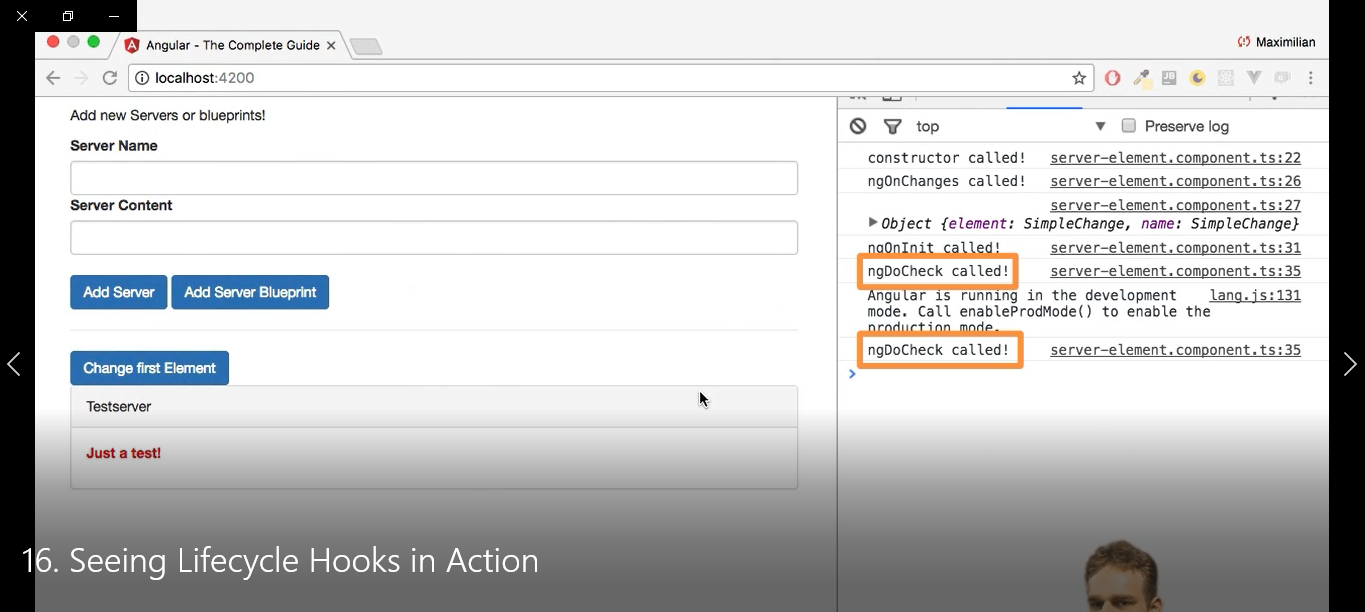 Angular - The Complete Guide
Maximilian
localhost:4200
Add new Servers or blueprints!
Server Name
Server Content
Add Server Add Server Blueprint
Change first Element
Testserver
Just a test!
top Preserve log
constructor called! server-element.component.ts:22
ngOnChanges called! server-element.component.ts:26
server-element.component.ts:27
Object {element: SimpleChange, name: SimpleChange}
ngOnInit called! server-element.component.ts:31
ngDoCheck called! server-element.component.ts:35
Angular is running in the development lang.js:131
mode. Call enableProdMode() to enable the
production mode.
ngDoCheck called! server-element.component.ts:35
16. Seeing Lifecycle Hooks in Action